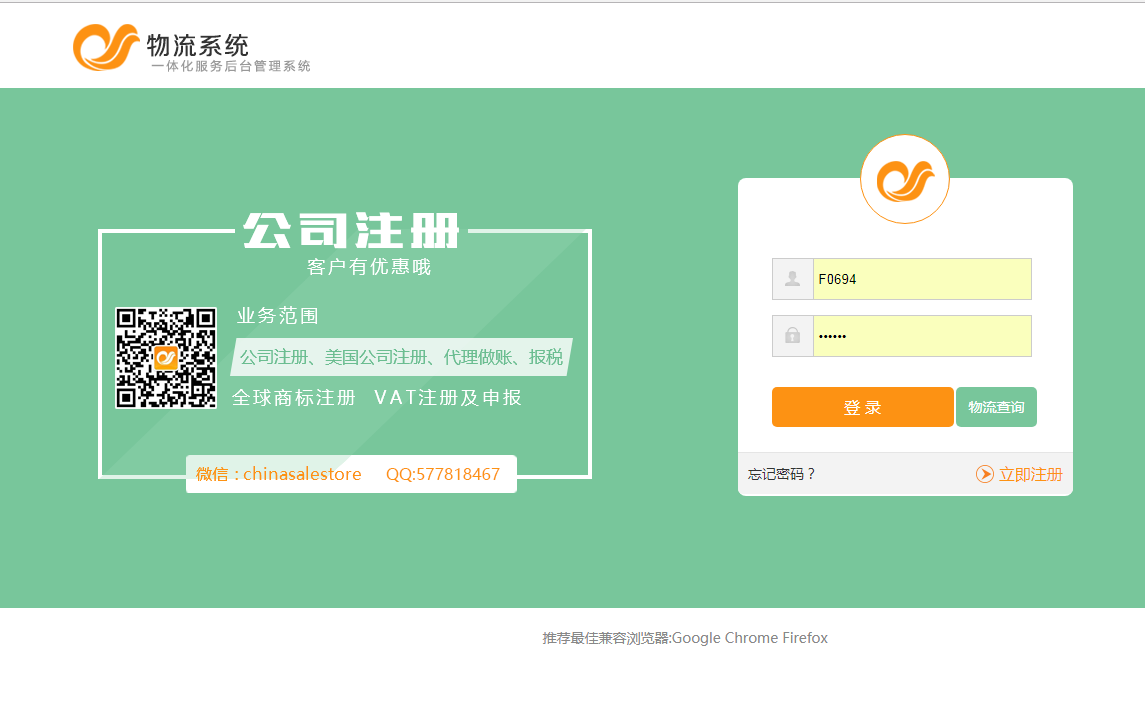 物流系统
一体化服务后台管理系统
公司注册
客户有优惠哦
业务范围
公司注册、美国公司注册、代理做账、报税
全球商标注册 VAT注册及申报
微信：chinasalestore QQ:577818467
F0694
••••••
登 录 物流查询
忘记密码？ 立即注册
推荐最佳兼容浏览器:Google Chrome Firefox